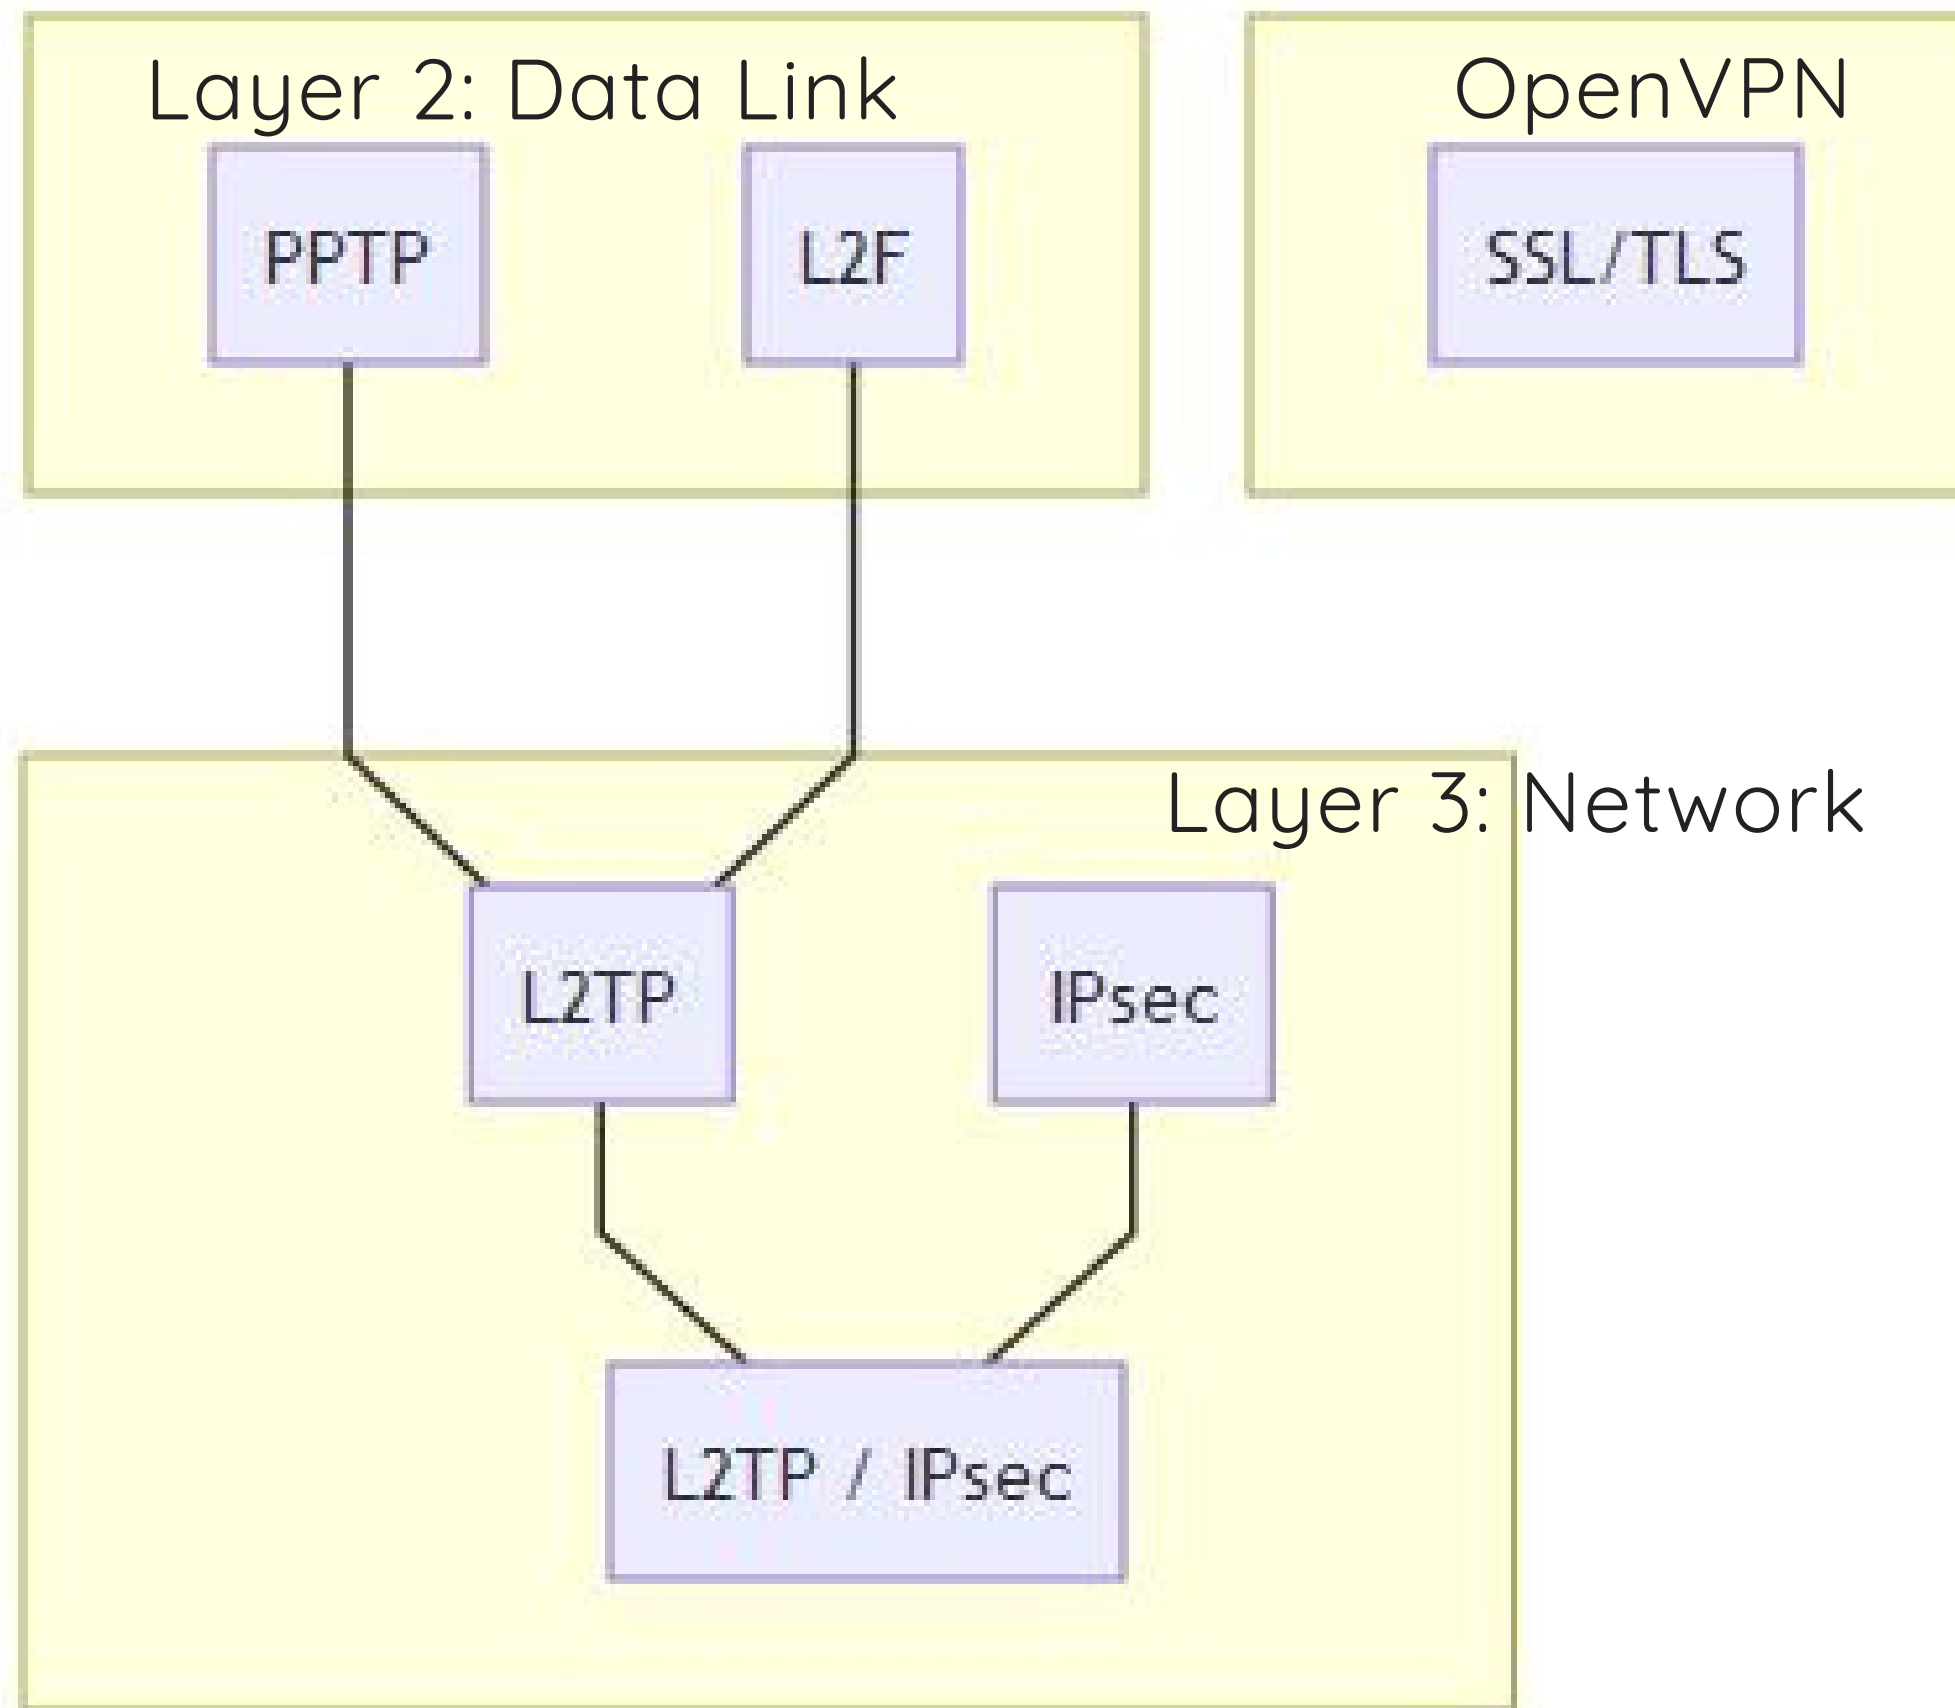 Layer 2: Data Link
OpenVPN
PPTP
L2F
SSL/TLS
Layer 3: Network
L2TP
IPsec
L2TP / IPsec